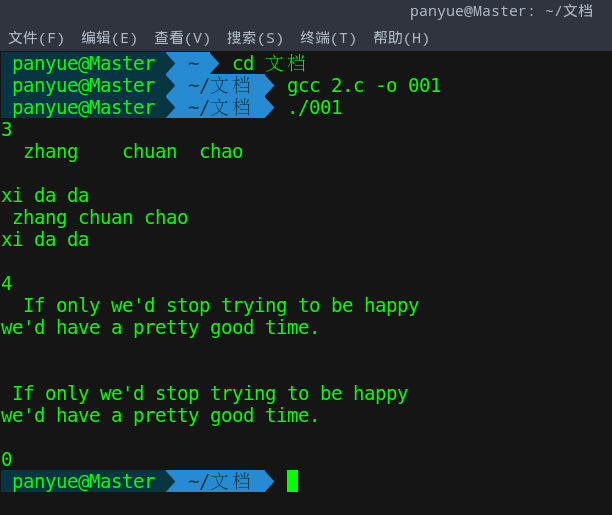 panyue@Master: ~/文档
文件(F) 编辑(E) 查看(V) 搜索(S) 终端(T) 帮助(H)
panyue@Master ~ cd 文档
panyue@Master ~/文档 gcc 2.c -o 001
panyue@Master ~/文档 ./001
3
  zhang    chuan  chao
xi da da
 zhang chuan chao
xi da da
4
  If only we'd stop trying to be happy
we'd have a pretty good time.
 If only we'd stop trying to be happy
we'd have a pretty good time.
0
panyue@Master ~/文档